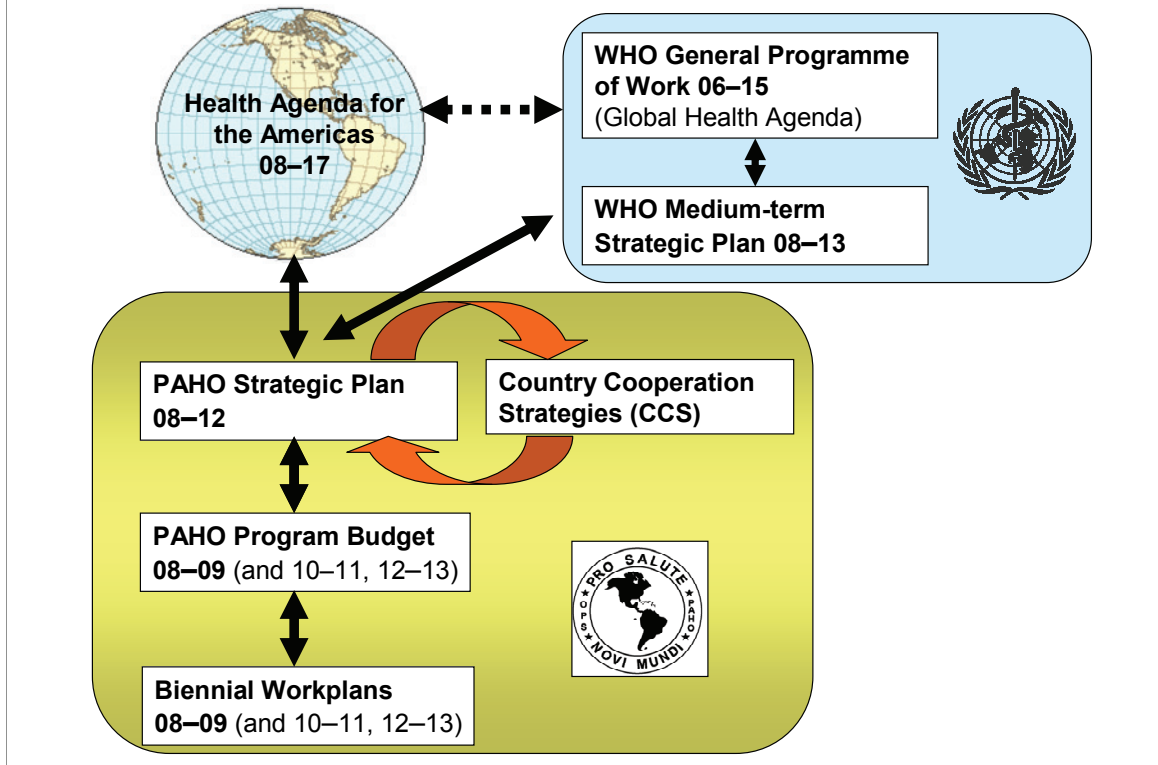 Health Agenda for
the Americas
08–17
WHO General Programme
of Work 06–15
(Global Health Agenda)
WHO Medium-term
Strategic Plan 08–13
PAHO Strategic Plan
08–12
Country Cooperation
Strategies (CCS)
PAHO Program Budget
08–09 (and 10–11, 12–13)
PRO SALUTE
OPS
PAHO
NOVI MUNDI
Biennial Workplans
08–09 (and 10–11, 12–13)